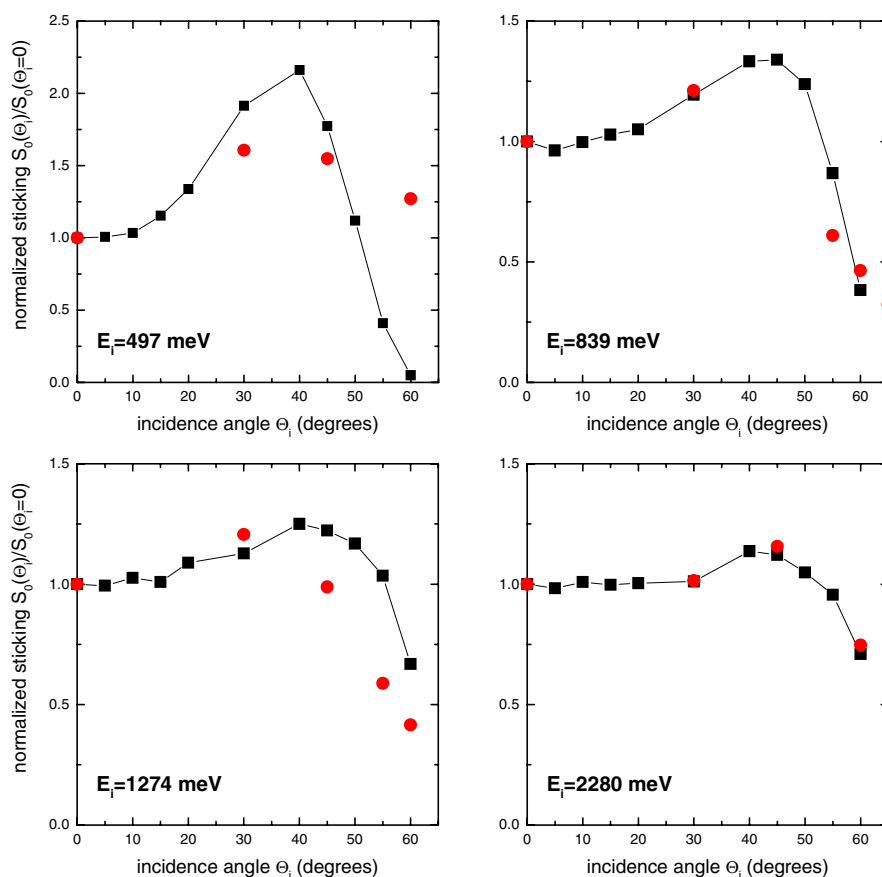 2.5
2.0
1.5
1.0
0.5
0.0
normalized sticking S₀(Θᵢ)/S₀(Θᵢ=0)
Eᵢ=497 meV
0 10 20 30 40 50 60
incidence angle Θᵢ (degrees)
1.5
1.0
0.5
0.0
Eᵢ=839 meV
0 10 20 30 40 50 60
incidence angle Θᵢ (degrees)
1.5
1.0
0.5
0.0
normalized sticking S₀(Θᵢ)/S₀(Θᵢ=0)
Eᵢ=1274 meV
0 10 20 30 40 50 60
incidence angle Θᵢ (degrees)
1.5
1.0
0.5
0.0
Eᵢ=2280 meV
0 10 20 30 40 50 60
incidence angle Θᵢ (degrees)